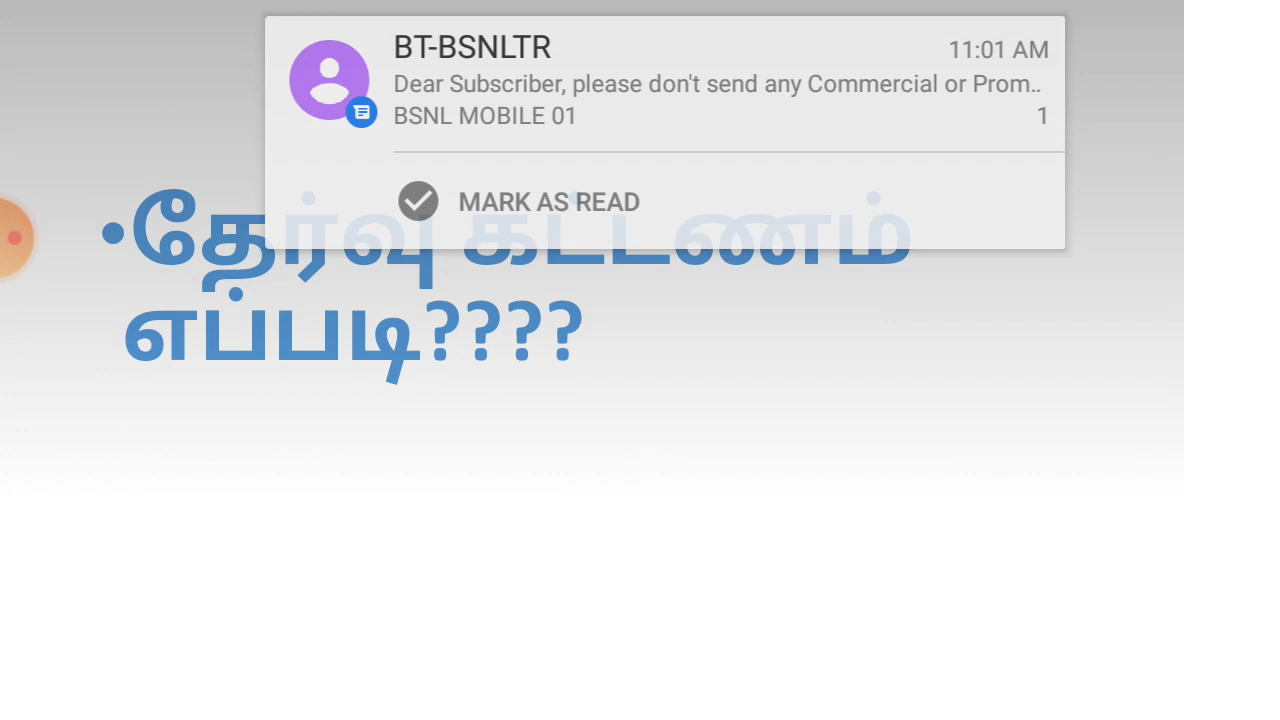 BT-BSNLTR
11:01 AM
Dear Subscriber, please don't send any Commercial or Prom..
BSNL MOBILE 01
1
MARK AS READ
•தேர்வு கட்டணம்
எப்படி????